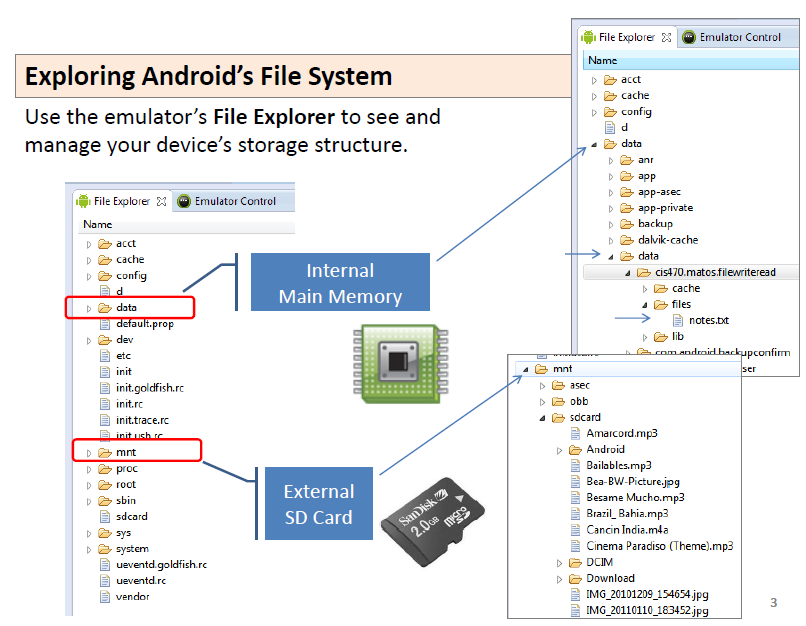 Exploring Android's File System
Use the emulator's File Explorer to see and
manage your device's storage structure.
File Explorer
Emulator Control
Name
acct
cache
config
d
data
default.prop
dev
etc
init
init.goldfish.rc
init.rc
init.trace.rc
init.usb.rc
mnt
proc
root
sbin
sdcard
sys
system
ueventd.goldfish.rc
ueventd.rc
vendor
Internal
Main Memory
External
SD Card
SanDisk
2.0GB
micro
File Explorer
Emulator Control
Name
acct
cache
config
d
data
anr
app
app-asec
app-private
backup
dalvik-cache
data
cis470.matos.filewriteread
cache
files
notes.txt
lib
com.android.backupconfirm
ser
mnt
asec
obb
sdcard
Amarcord.mp3
Android
Bailables.mp3
Bea-BW-Picture.jpg
Besame Mucho.mp3
Brazil_Bahia.mp3
Cancin India.m4a
Cinema Paradiso (Theme).mp3
DCIM
Download
IMG_20101209_154654.jpg
IMG_20110110_183452.jpg
3